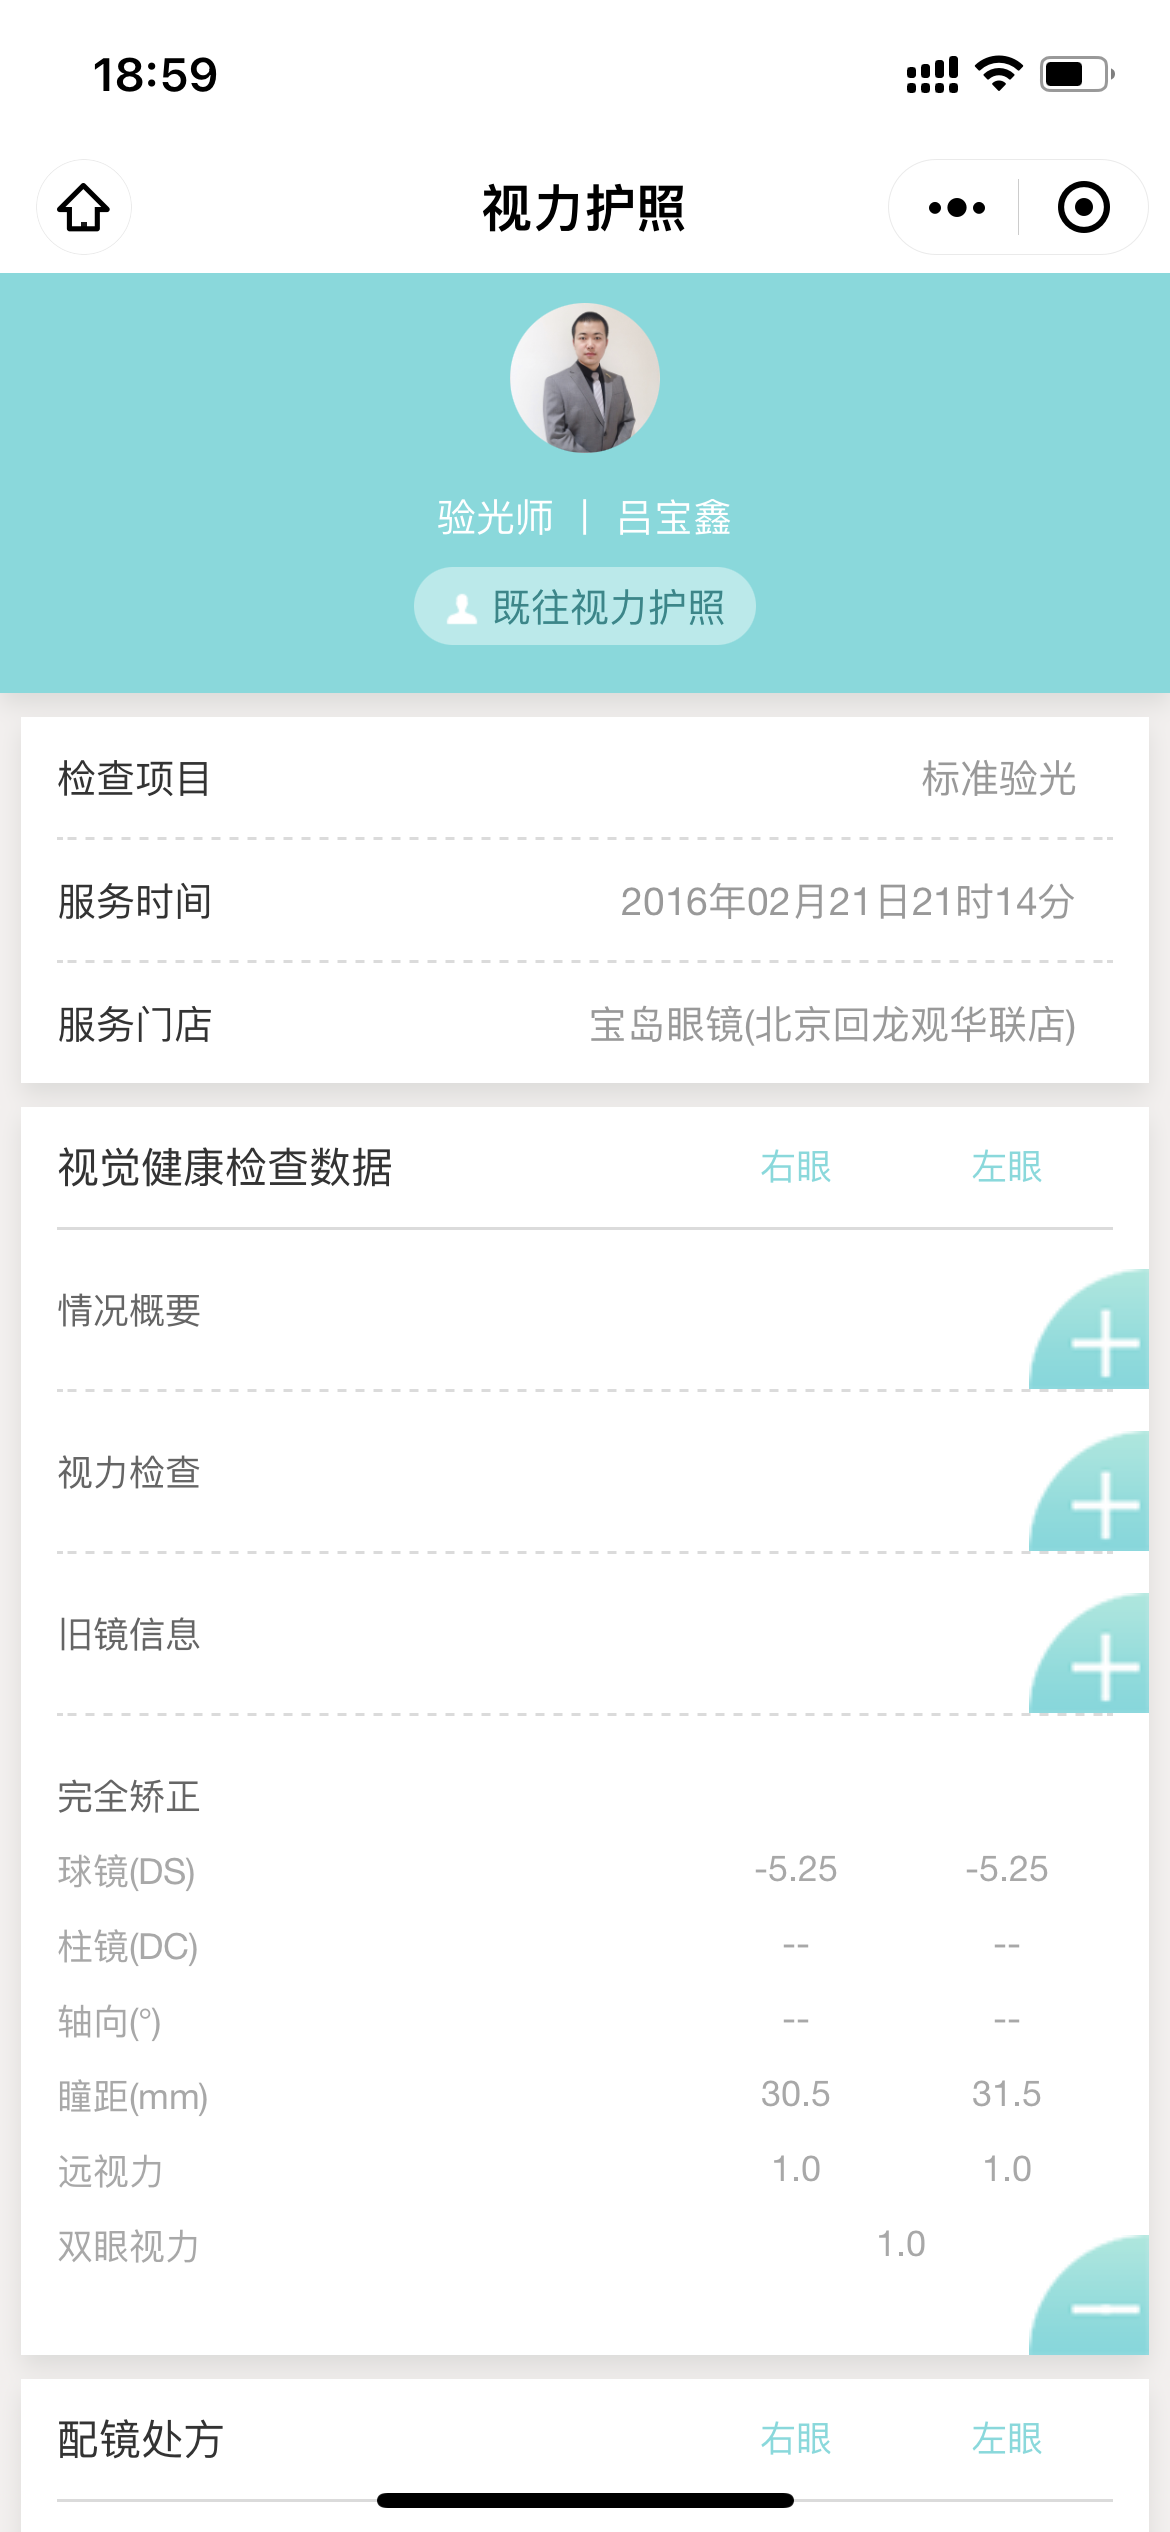 18:59
视力护照
验光师 | 吕宝鑫
既往视力护照
检查项目 标准验光
服务时间 2016年02月21日21时14分
服务门店 宝岛眼镜(北京回龙观华联店)
视觉健康检查数据 右眼 左眼
情况概要
视力检查
旧镜信息
完全矫正
球镜(DS) -5.25 -5.25
柱镜(DC) -- --
轴向(°) -- --
瞳距(mm) 30.5 31.5
远视力 1.0 1.0
双眼视力 1.0
配镜处方 右眼 左眼